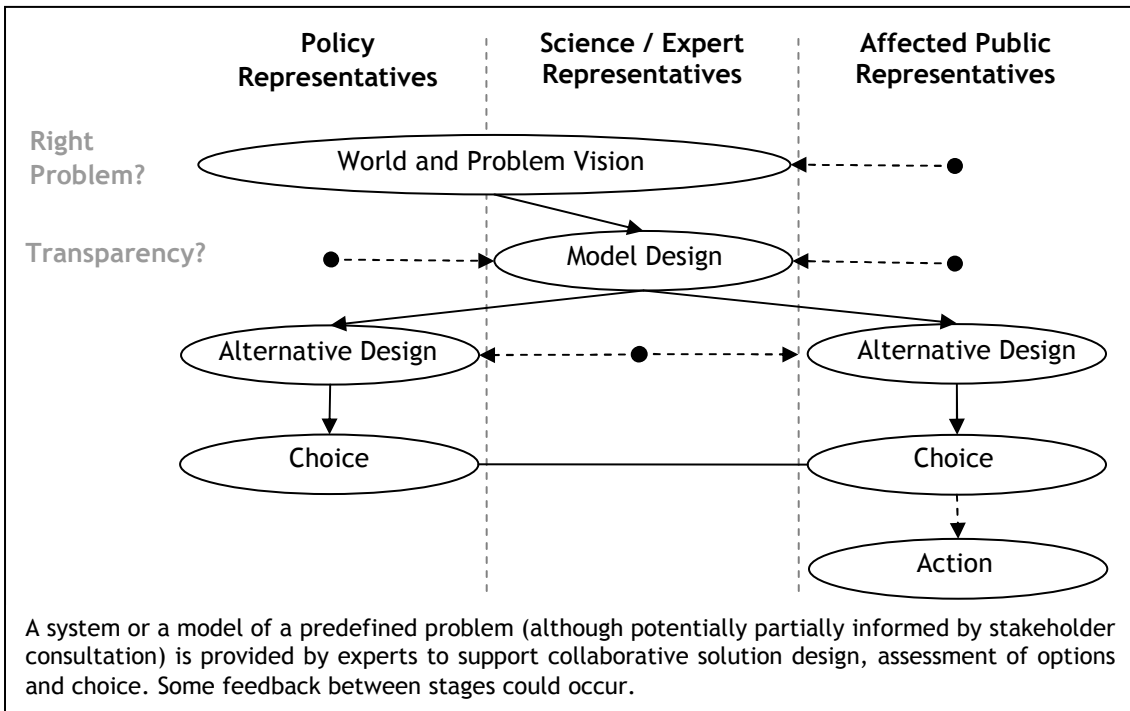 Policy
Representatives
Science / Expert
Representatives
Affected Public
Representatives
Right
Problem?
World and Problem Vision
Transparency?
Model Design
Alternative Design
Alternative Design
Choice
Choice
Action
A system or a model of a predefined problem (although potentially partially informed by stakeholder
consultation) is provided by experts to support collaborative solution design, assessment of options
and choice. Some feedback between stages could occur.